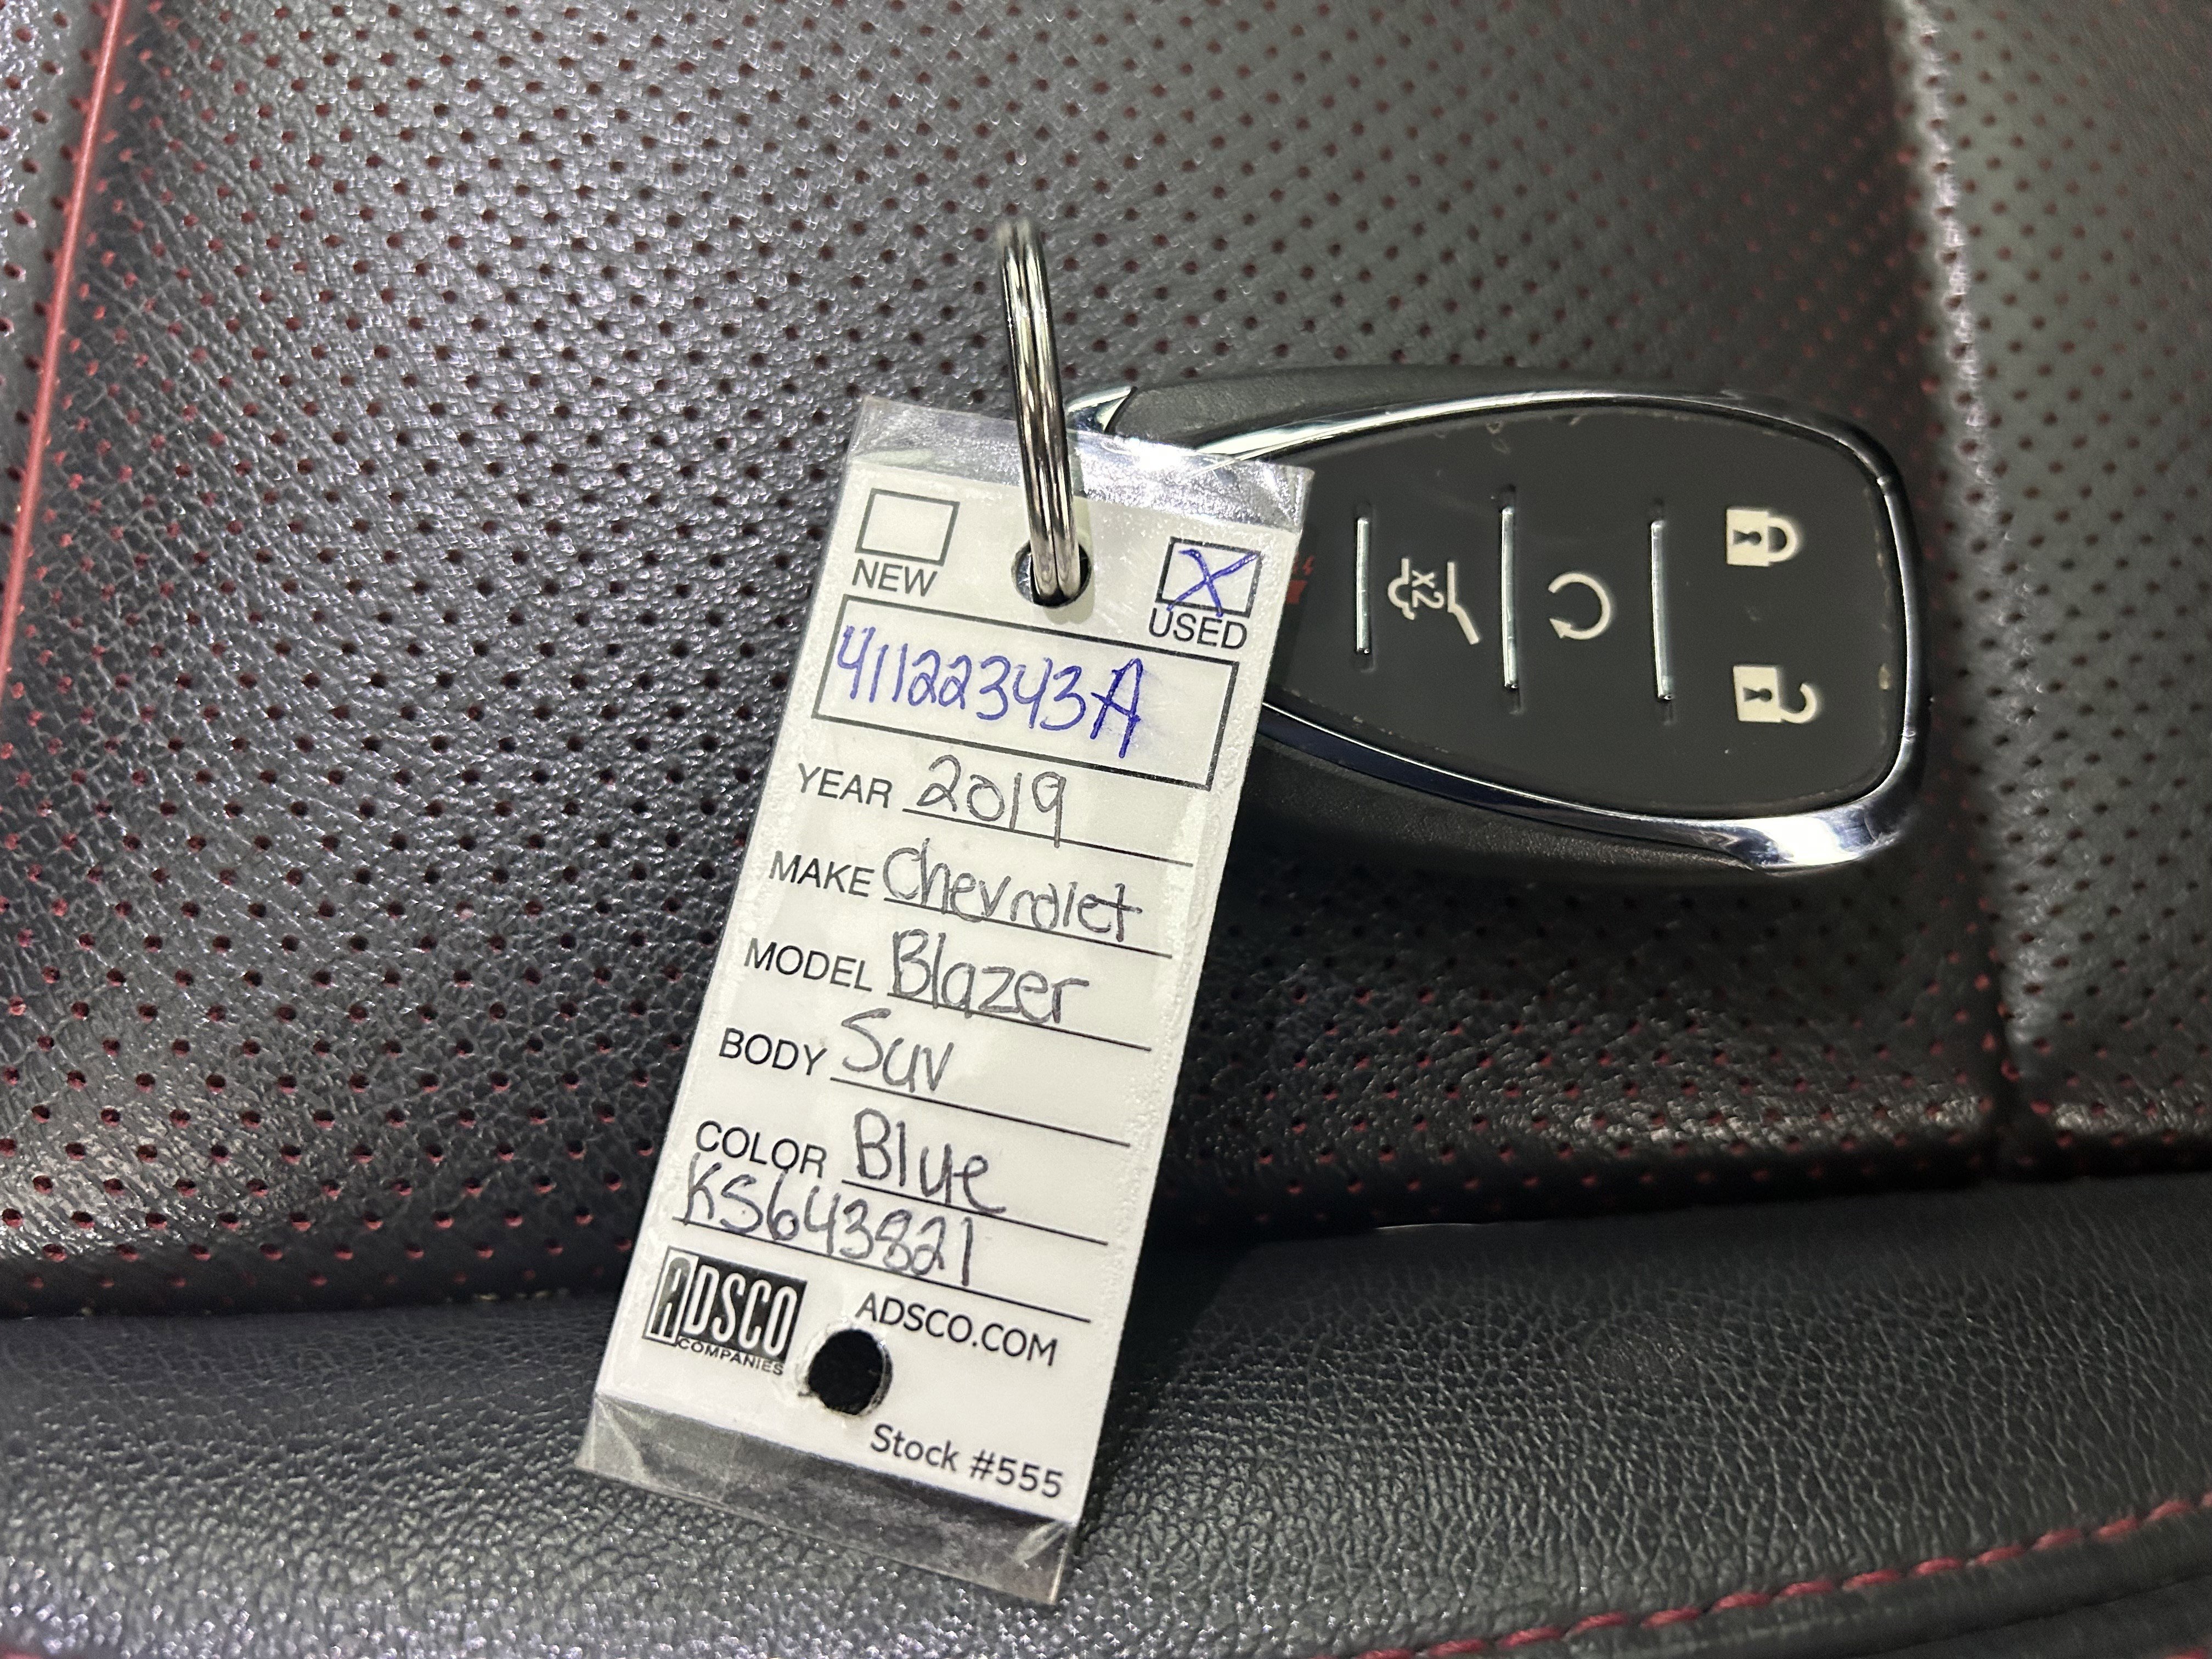 NEW
X
USED
41122343A
YEAR 2019
MAKE Chevrolet
MODEL Blazer
BODY Suv
COLOR Blue
KS643821
ADSCO
COMPANIES
ADSCO.COM
Stock #555
X2